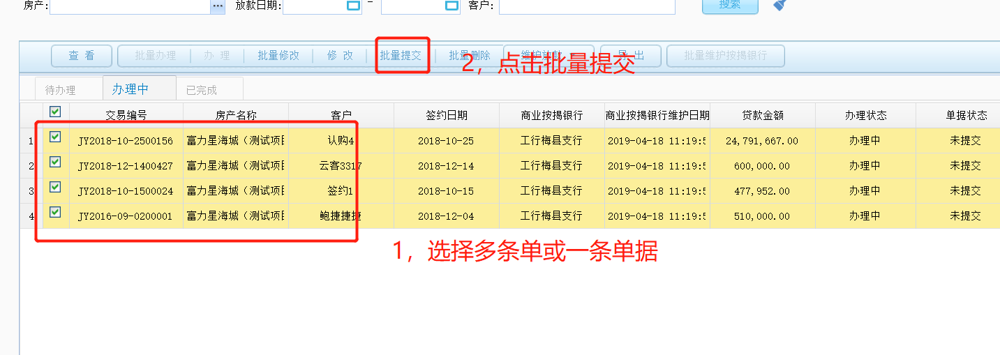 房产: ... 放款日期: - 客户: 搜索
查 看 批量办理 办 理 批量修改 修 改 批量提交 批量删除 维护放款 导 出 批量维护按揭银行
2，点击批量提交
待办理 办理中 已完成
交易编号 房产名称 客户 签约日期 商业按揭银行 商业按揭银行维护日期 贷款金额 办理状态 单据状态
1 JY2018-10-2500156 富力星海城（测试项目 认购4 2018-10-25 工行梅县支行 2019-04-18 11:19:5 24,791,667.00 办理中 未提交
2 JY2018-12-1400427 富力星海城（测试项目 云客3317 2018-12-14 工行梅县支行 2019-04-18 11:19:5 600,000.00 办理中 未提交
3 JY2018-10-1500024 富力星海城（测试项目 签约1 2018-10-15 工行梅县支行 2019-04-18 11:19:5 477,952.00 办理中 未提交
4 JY2016-09-0200001 富力星海城（测试项目 鲍捷捷捷 2018-12-04 工行梅县支行 2019-04-18 11:19:5 510,000.00 办理中 未提交
1，选择多条单或一条单据